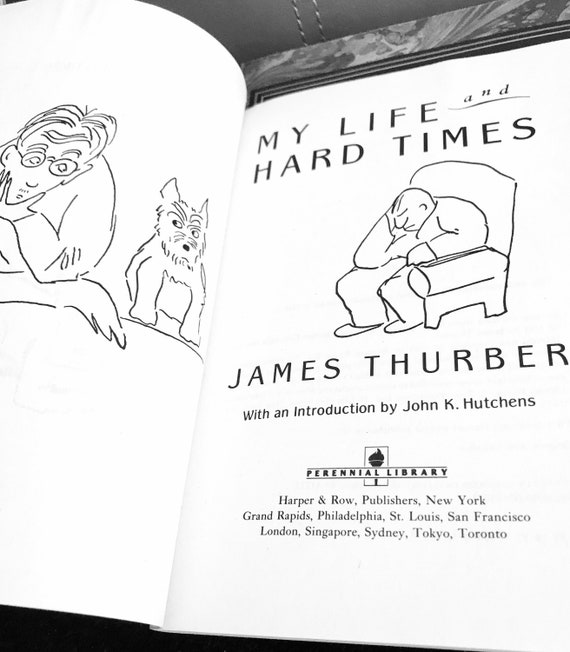 MY LIFE and
HARD TIMES
JAMES THURBER
With an Introduction by John K. Hutchens
PERENNIAL LIBRARY
Harper & Row, Publishers, New York
Grand Rapids, Philadelphia, St. Louis, San Francisco
London, Singapore, Sydney, Tokyo, Toronto